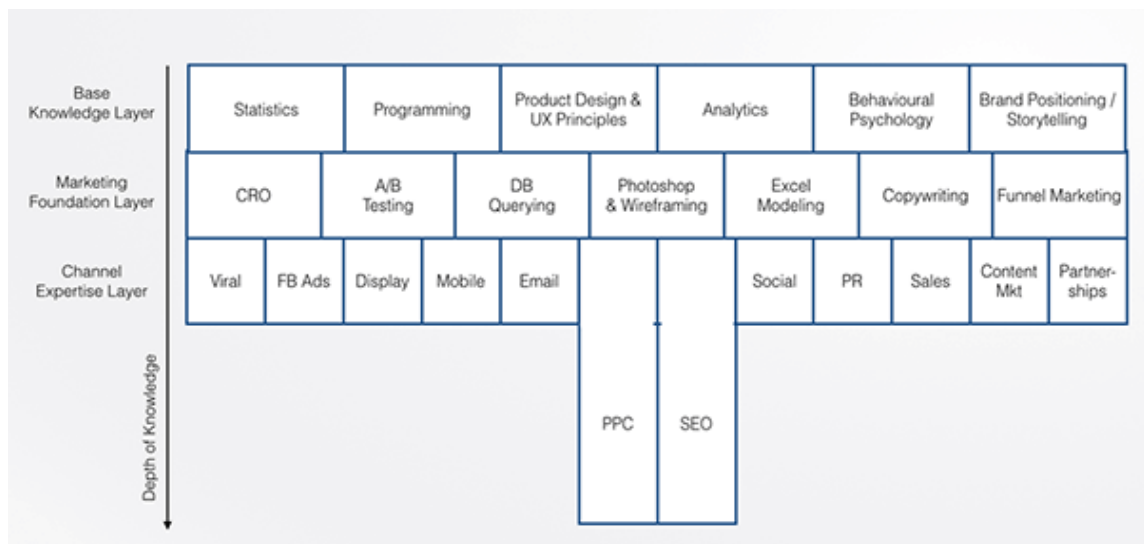 Base
Knowledge Layer
Statistics
Programming
Product Design &
UX Principles
Analytics
Behavioural
Psychology
Brand Positioning /
Storytelling
Marketing
Foundation Layer
CRO
A/B
Testing
DB
Querying
Photoshop
& Wireframing
Excel
Modeling
Copywriting
Funnel Marketing
Channel
Expertise Layer
Viral
FB Ads
Display
Mobile
Email
Social
PR
Sales
Content
Mkt
Partner-
ships
Depth of Knowledge
PPC
SEO